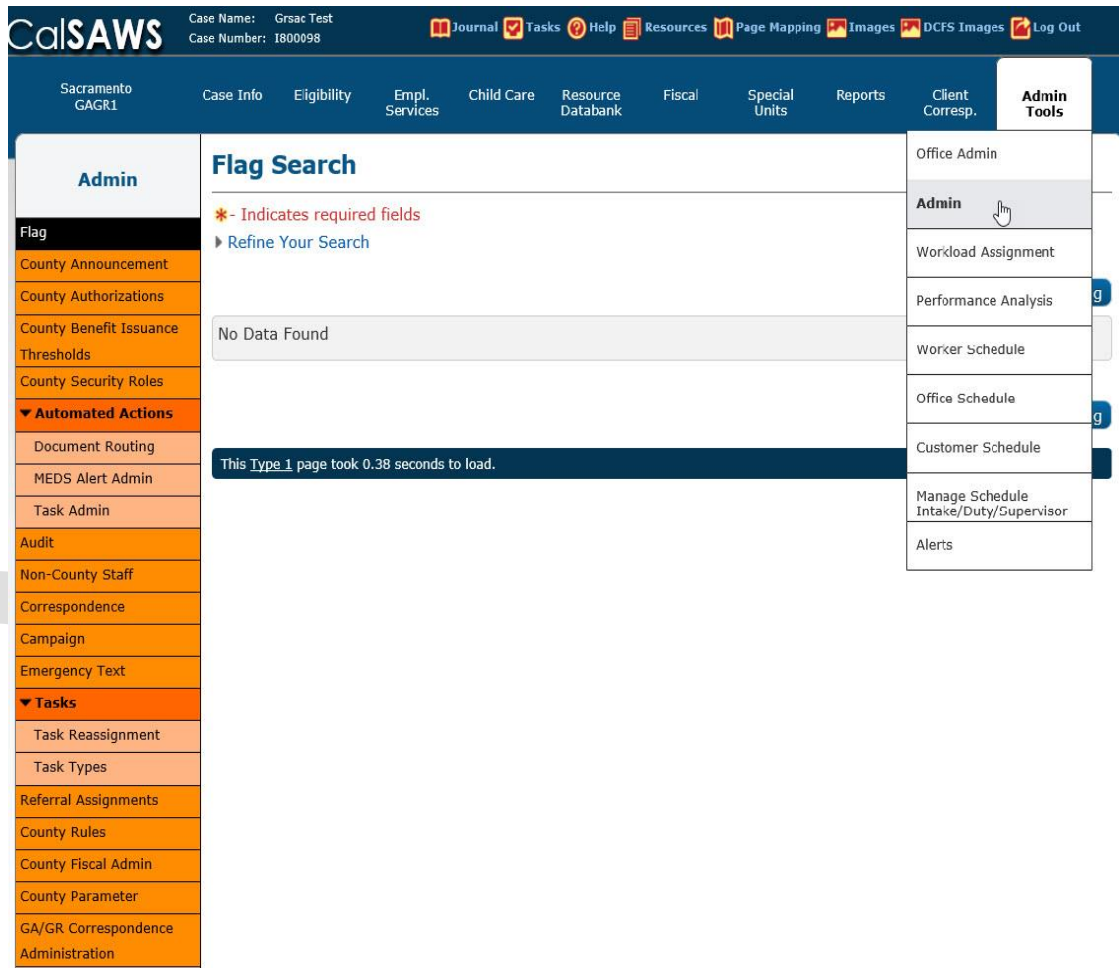 CalSAWS
Case Name: Grsac Test
Case Number: 1800098
Journal Tasks Help Resources Page Mapping Images DCFS Images Log Out
Sacramento
GAGR1
Case Info
Eligibility
Empl.
Services
Child Care
Resource
Databank
Fiscal
Special
Units
Reports
Client
Corresp.
Admin
Tools
Office Admin
Admin
Workload Assignment
Performance Analysis
Worker Schedule
Office Schedule
Customer Schedule
Manage Schedule
Intake/Duty/Supervisor
Alerts
Admin
Flag
County Announcement
County Authorizations
County Benefit Issuance
Thresholds
County Security Roles
Automated Actions
Document Routing
MEDS Alert Admin
Task Admin
Audit
Non-County Staff
Correspondence
Campaign
Emergency Text
Tasks
Task Reassignment
Task Types
Referral Assignments
County Rules
County Fiscal Admin
County Parameter
GA/GR Correspondence
Administration
Flag Search
*- Indicates required fields
Refine Your Search
g
No Data Found
g
This Type 1 page took 0.38 seconds to load.